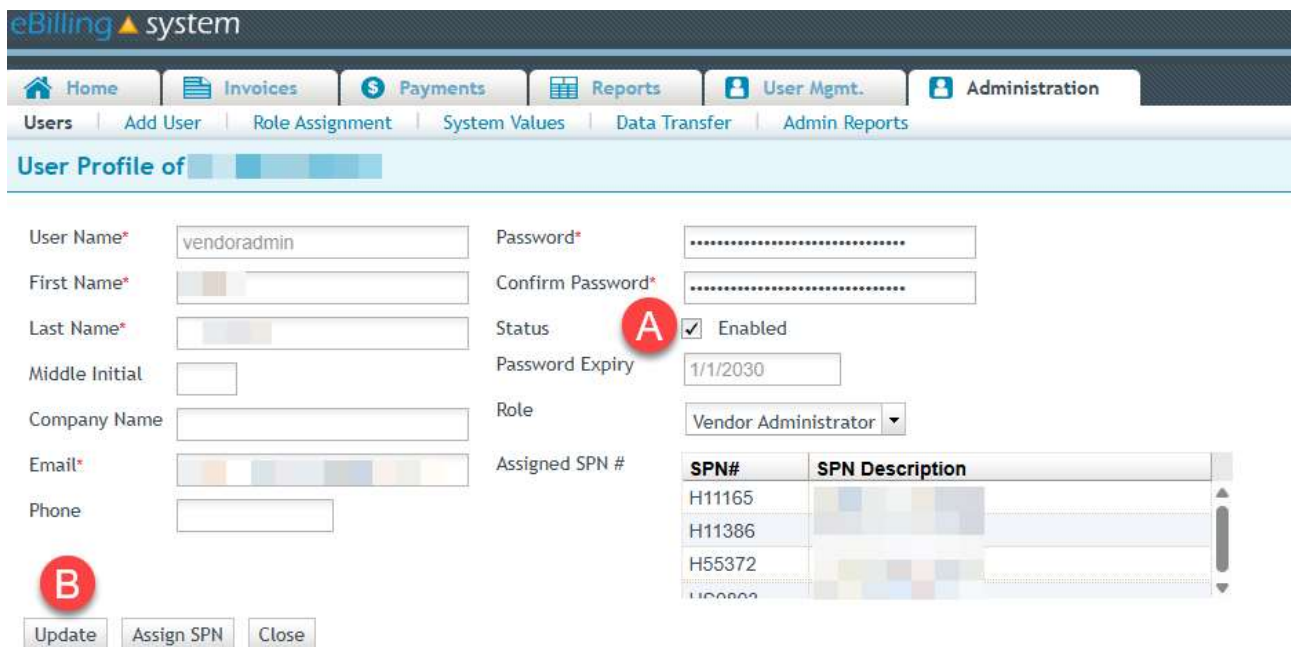 eBilling system
Home Invoices Payments Reports User Mgmt. Administration
Users Add User Role Assignment System Values Data Transfer Admin Reports
User Profile of
User Name* vendoradmin
First Name*
Last Name*
Middle Initial
Company Name
Email*
Phone
Password* ••••••••••••••••••••••••••••••••
Confirm Password* ••••••••••••••••••••••••••••••••
Status A Enabled
Password Expiry 1/1/2030
Role Vendor Administrator
Assigned SPN # SPN# SPN Description
H11165
H11386
H55372
B
Update Assign SPN Close